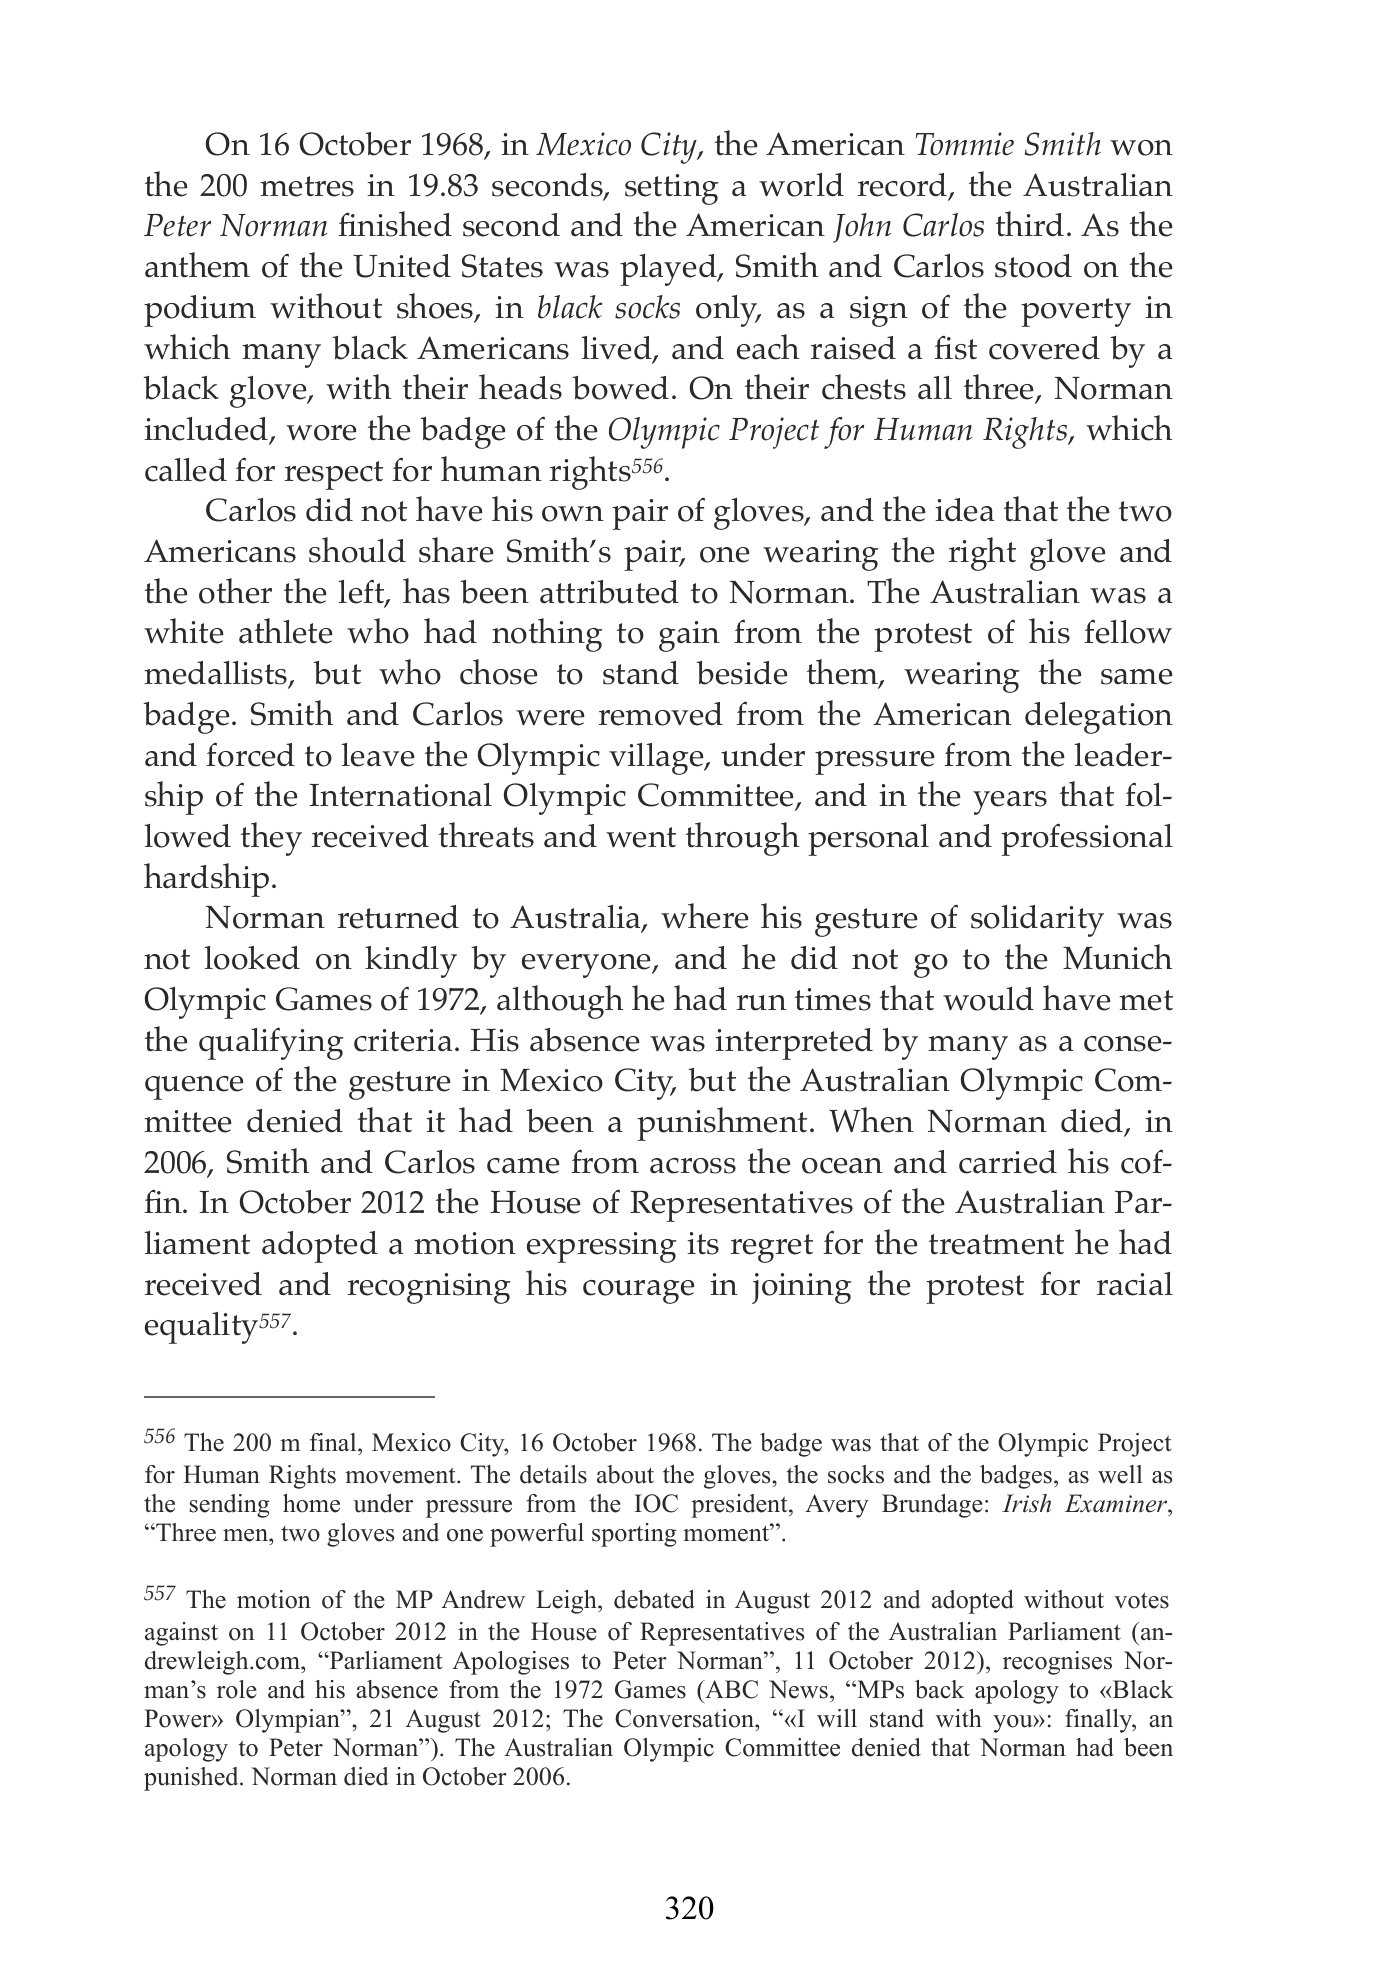 On 16 October 1968, in Mexico City, the American Tommie Smith won
the 200 metres in 19.83 seconds, setting a world record, the Australian
Peter Norman finished second and the American John Carlos third. As the
anthem of the United States was played, Smith and Carlos stood on the
podium without shoes, in black socks only, as a sign of the poverty in
which many black Americans lived, and each raised a fist covered by a
black glove, with their heads bowed. On their chests all three, Norman
included, wore the badge of the Olympic Project for Human Rights, which
called for respect for human rights556.
Carlos did not have his own pair of gloves, and the idea that the two
Americans should share Smith’s pair, one wearing the right glove and
the other the left, has been attributed to Norman. The Australian was a
white athlete who had nothing to gain from the protest of his fellow
medallists, but who chose to stand beside them, wearing the same
badge. Smith and Carlos were removed from the American delegation
and forced to leave the Olympic village, under pressure from the leader-
ship of the International Olympic Committee, and in the years that fol-
lowed they received threats and went through personal and professional
hardship.
Norman returned to Australia, where his gesture of solidarity was
not looked on kindly by everyone, and he did not go to the Munich
Olympic Games of 1972, although he had run times that would have met
the qualifying criteria. His absence was interpreted by many as a conse-
quence of the gesture in Mexico City, but the Australian Olympic Com-
mittee denied that it had been a punishment. When Norman died, in
2006, Smith and Carlos came from across the ocean and carried his cof-
fin. In October 2012 the House of Representatives of the Australian Par-
liament adopted a motion expressing its regret for the treatment he had
received and recognising his courage in joining the protest for racial
equality557.
556 The 200 m final, Mexico City, 16 October 1968. The badge was that of the Olympic Project
for Human Rights movement. The details about the gloves, the socks and the badges, as well as
the sending home under pressure from the IOC president, Avery Brundage: Irish Examiner,
“Three men, two gloves and one powerful sporting moment”.
557 The motion of the MP Andrew Leigh, debated in August 2012 and adopted without votes
against on 11 October 2012 in the House of Representatives of the Australian Parliament (an-
drewleigh.com, “Parliament Apologises to Peter Norman”, 11 October 2012), recognises Nor-
man’s role and his absence from the 1972 Games (ABC News, “MPs back apology to «Black
Power» Olympian”, 21 August 2012; The Conversation, “«I will stand with you»: finally, an
apology to Peter Norman”). The Australian Olympic Committee denied that Norman had been
punished. Norman died in October 2006.
320